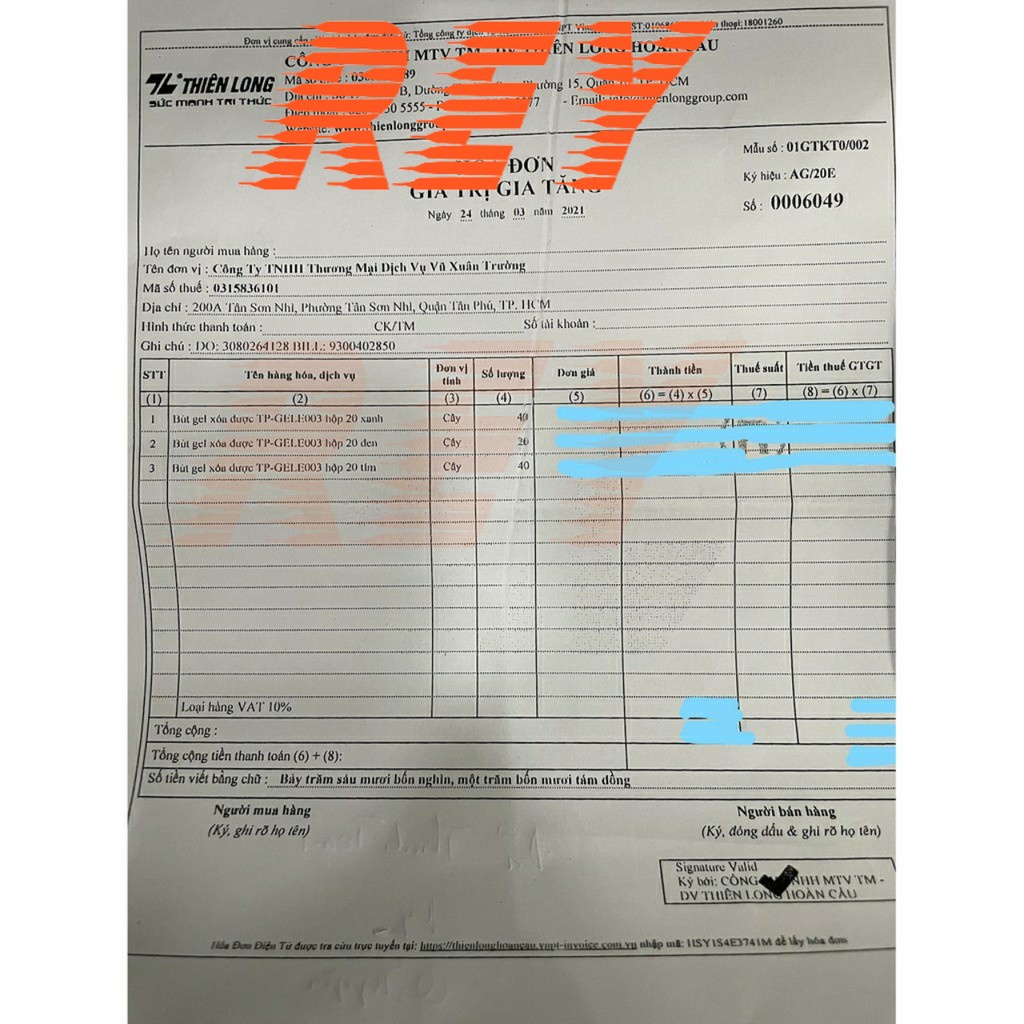 Đơn vị cung cấp
Tổng công ty dịch
thoại:18001260
MTV TM - DV THIÊN LONG HOÀN CẦU
THIÊN LONG
SỨC MẠNH TRI THỨC
Phường 15, Quận
HCM
5555
- Email: info@thienlonggroup.com
Website: www.thienlonggro
HÓA ĐƠN
GIÁ TRỊ GIA TĂNG
Ngày 24 tháng 03 năm 2021
Mẫu số : 01GTKT0/002
Ký hiệu : AG/20E
Số : 0006049
REY
Họ tên người mua hàng :
Tên đơn vị : Công Ty TNHH Thương Mại Dịch Vụ Vũ Xuân Trường
Mã số thuế : 0315836101
Địa chỉ : 200A Tân Sơn Nhì, Phường Tân Sơn Nhì, Quận Tân Phú, TP. HCM
Hình thức thanh toán : CK/TM Số tài khoản :
Ghi chú : DO: 3080264128 BILL: 9300402850
REY
STT Tên hàng hóa, dịch vụ Đơn vị tính Số lượng Đơn giá Thành tiền Thuế suất Tiền thuế GTGT
(1) (2) (3) (4) (5) (6) = (4) x (5) (7) (8) = (6) x (7)
1 Bút gel xóa được TP-GELE003 hộp 20 xanh Cây 40
2 Bút gel xóa được TP-GELE003 hộp 20 đen Cây 20
3 Bút gel xóa được TP-GELE003 hộp 20 tím Cây 40
Loại hàng VAT 10%
Tổng cộng :
Tổng cộng tiền thanh toán (6) + (8):
Số tiền viết bằng chữ : Bảy trăm sáu mươi bốn nghìn, một trăm bốn mươi tám đồng
Người mua hàng Người bán hàng
(Ký, ghi rõ họ tên) (Ký, đóng dấu & ghi rõ họ tên)
Signature Valid
Ký bởi: CÔNG TNHH MTV TM -
DV THIÊN LONG HOÀN CẦU
Hóa Đơn Điện Tử được tra cứu trực tuyến tại: https://thienlonghoancau.vnpt-invoice.com.vn nhập mã: HSY1S4E3741M để lấy hóa đơn